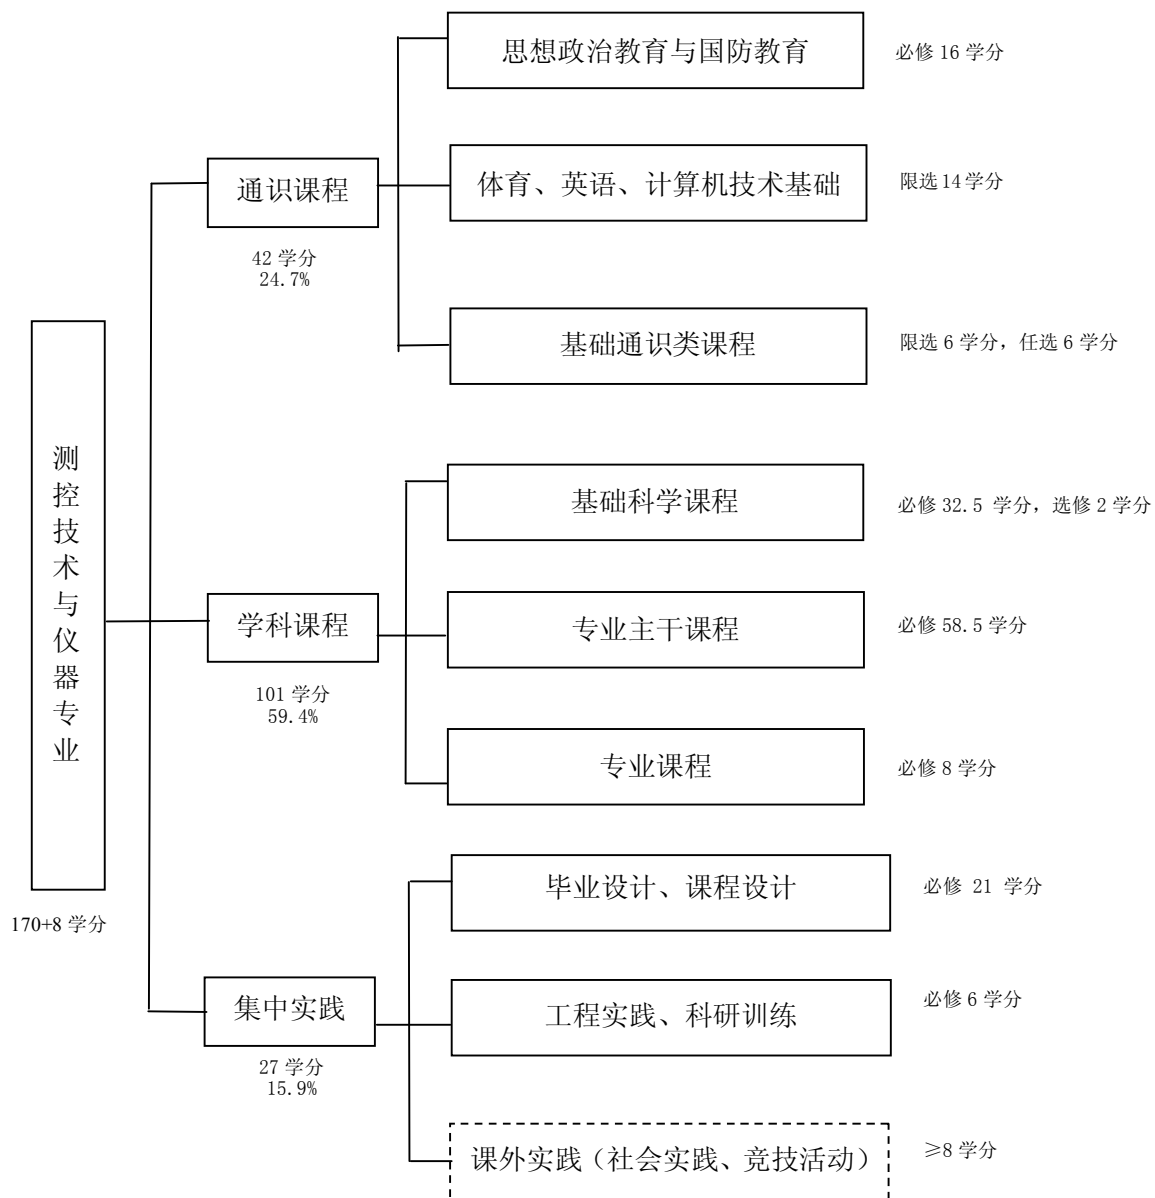 思想政治教育与国防教育
必修 16 学分
通识课程
42 学分
24.7%
体育、英语、计算机技术基础
限选 14 学分
基础通识类课程
限选 6 学分，任选 6 学分
测控技术与仪器专业
170+8 学分
基础科学课程
必修 32.5 学分，选修 2 学分
学科课程
101 学分
59.4%
专业主干课程
必修 58.5 学分
专业课程
必修 8 学分
毕业设计、课程设计
必修 21 学分
集中实践
27 学分
15.9%
工程实践、科研训练
必修 6 学分
课外实践（社会实践、竞技活动）
≥8 学分